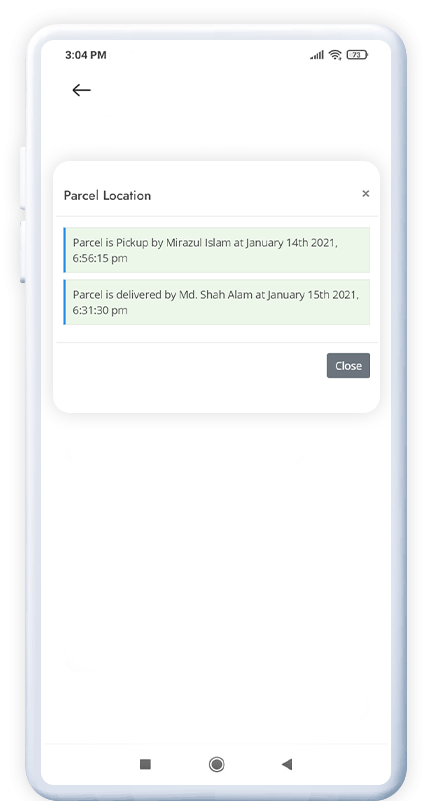 3:04 PM
73
Parcel Location
×
Parcel is Pickup by Mirazul Islam at January 14th 2021,
6:56:15 pm
Parcel is delivered by Md. Shah Alam at January 15th 2021,
6:31:30 pm
Close